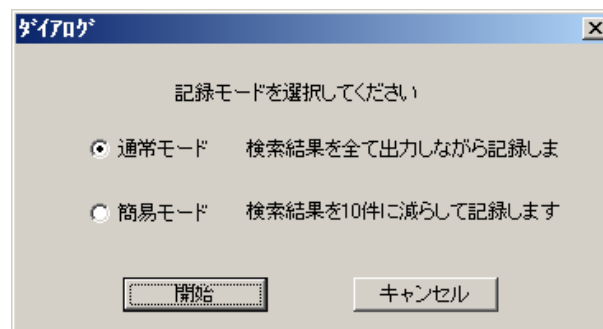 ﾀﾞｲｱﾛｸﾞ
記録モードを選択してください
通常モード 検索結果を全て出力しながら記録しま
簡易モード 検索結果を10件に減らして記録します
開始 キャンセル